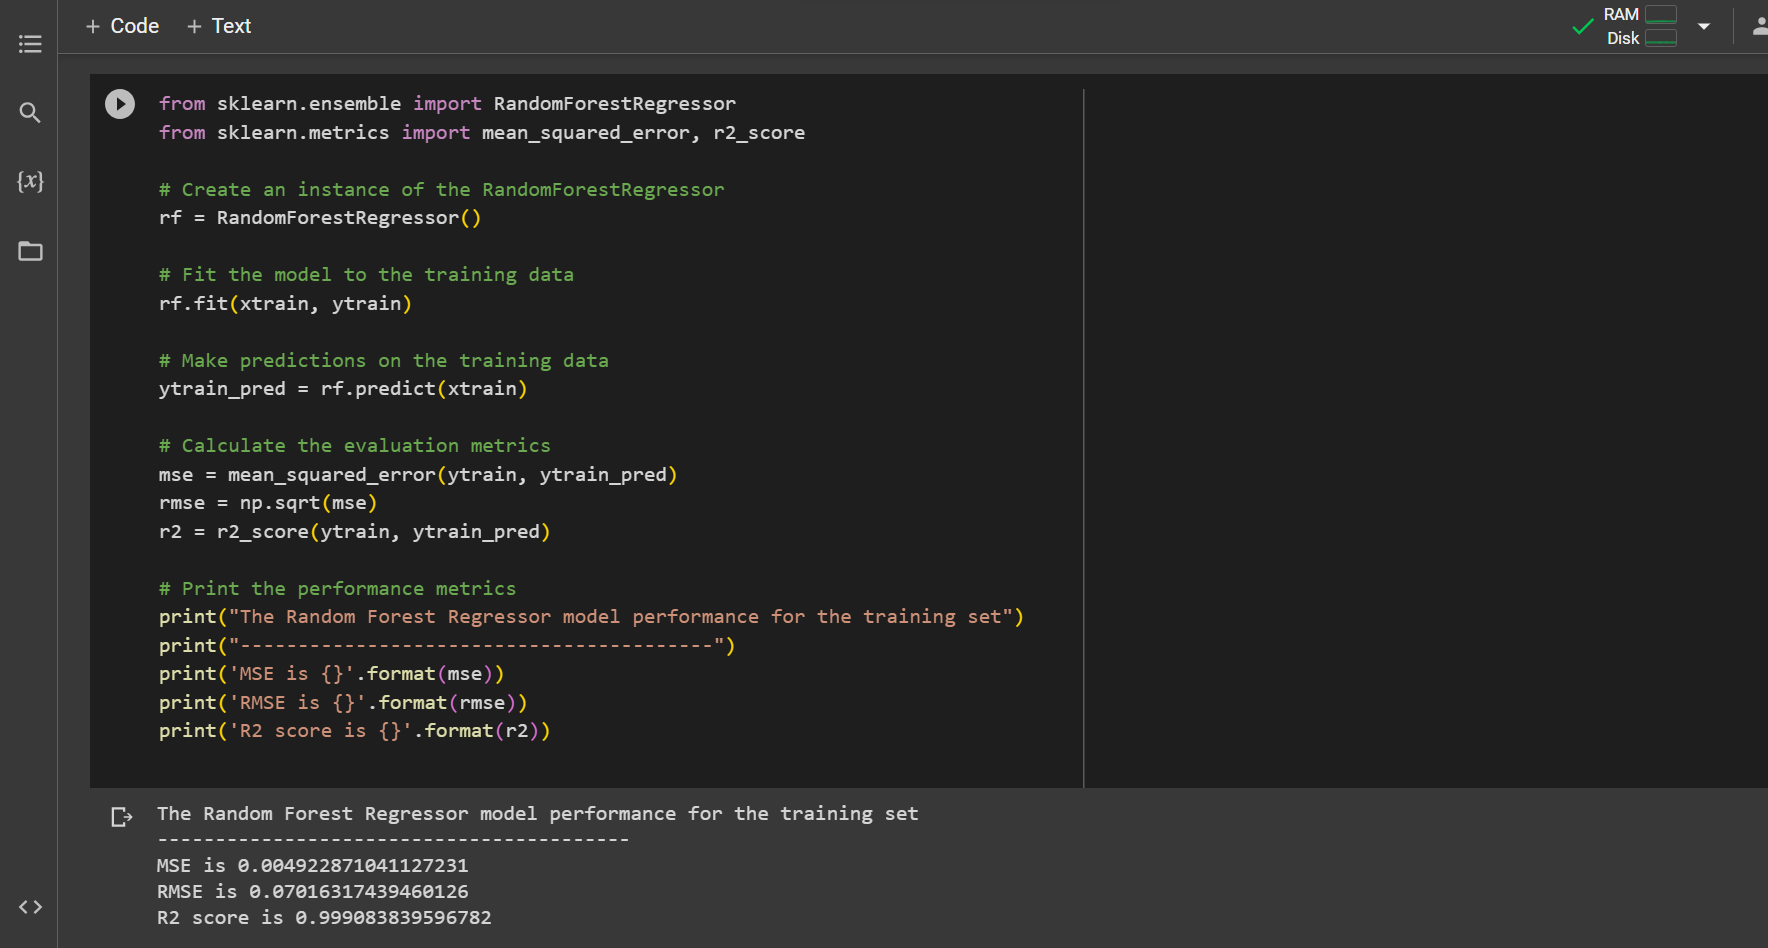 + Code + Text
RAM
Disk
{x}
from sklearn.ensemble import RandomForestRegressor
from sklearn.metrics import mean_squared_error, r2_score
# Create an instance of the RandomForestRegressor
rf = RandomForestRegressor()
# Fit the model to the training data
rf.fit(xtrain, ytrain)
# Make predictions on the training data
ytrain_pred = rf.predict(xtrain)
# Calculate the evaluation metrics
mse = mean_squared_error(ytrain, ytrain_pred)
rmse = np.sqrt(mse)
r2 = r2_score(ytrain, ytrain_pred)
# Print the performance metrics
print("The Random Forest Regressor model performance for the training set")
print("-----------------------------------------")
print('MSE is {}'.format(mse))
print('RMSE is {}'.format(rmse))
print('R2 score is {}'.format(r2))
The Random Forest Regressor model performance for the training set
-----------------------------------------
MSE is 0.004922871041127231
RMSE is 0.07016317439460126
R2 score is 0.999083839596782